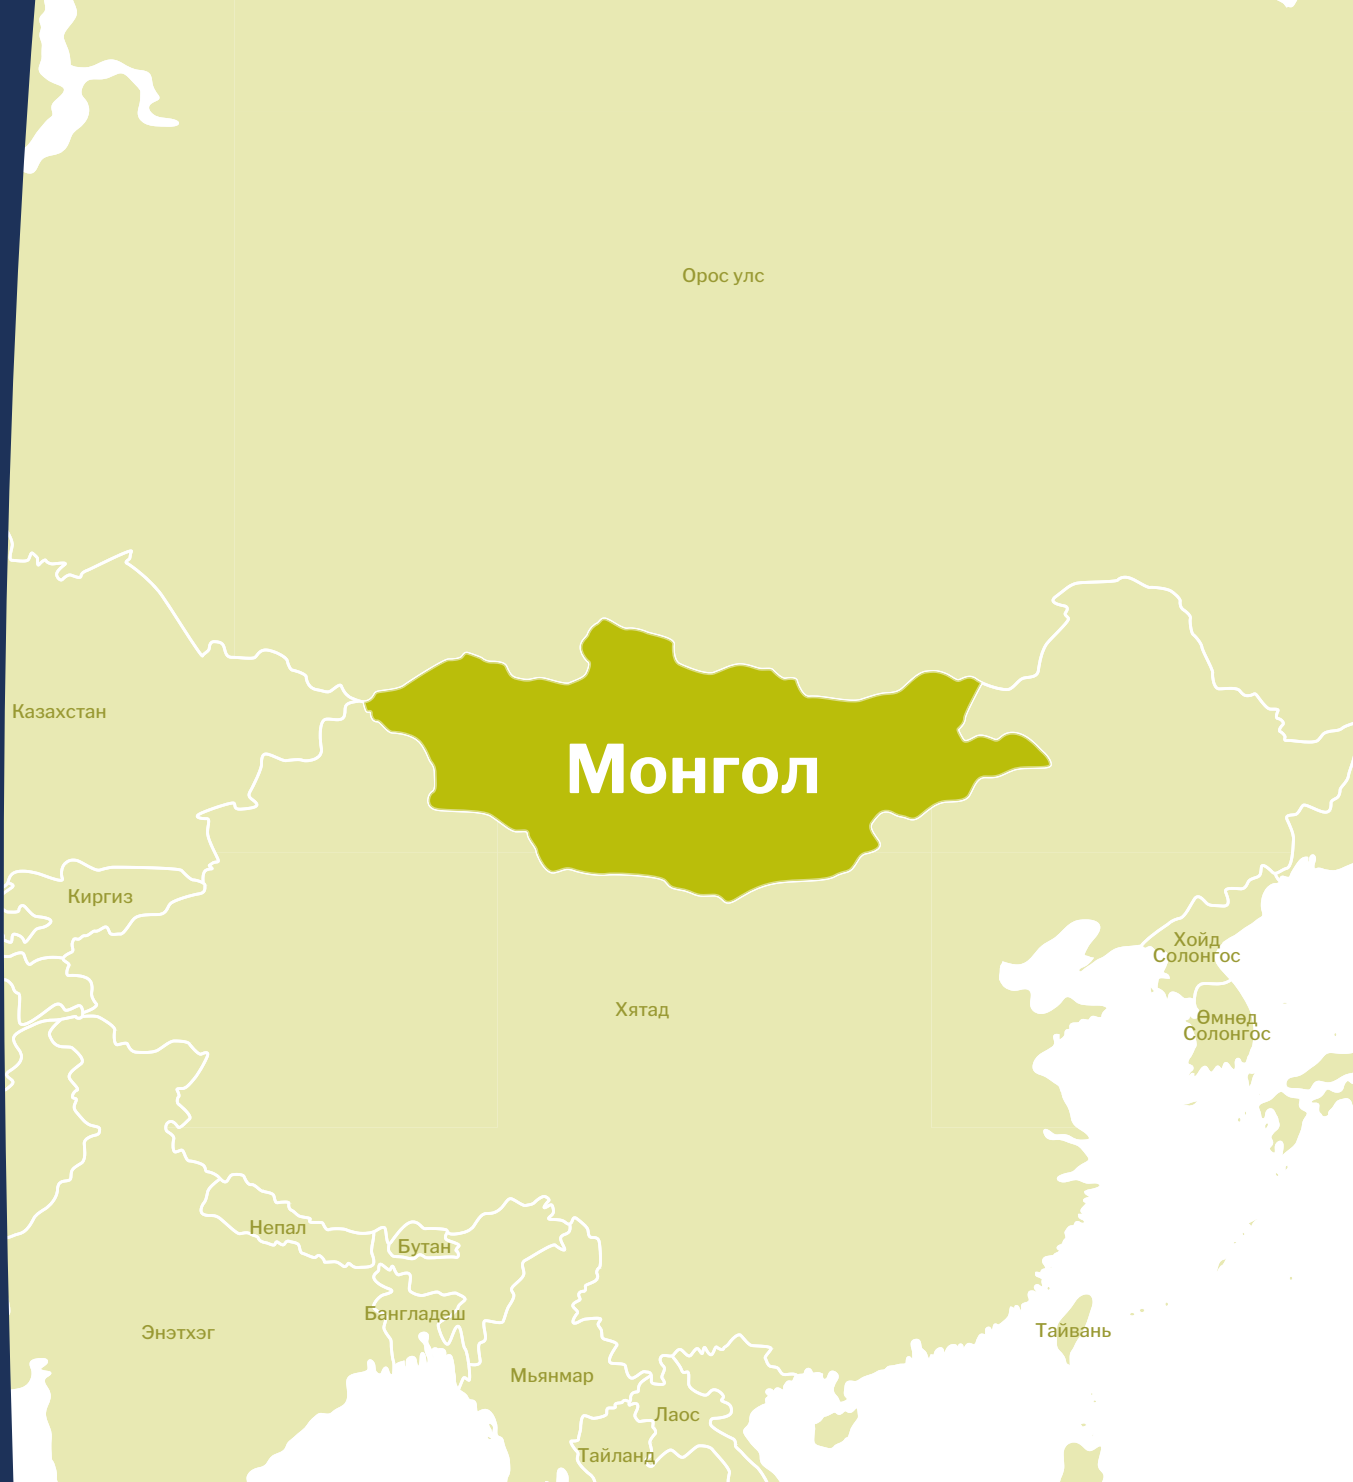 Орос улс
Казахстан
Монгол
Киргиз
Хойд
Солонгос
Хятад
Өмнөд
Солонгос
Непал
Бутан
Бангладеш
Энэтхэг
Тайвань
Мьянмар
Лаос
Тайланд